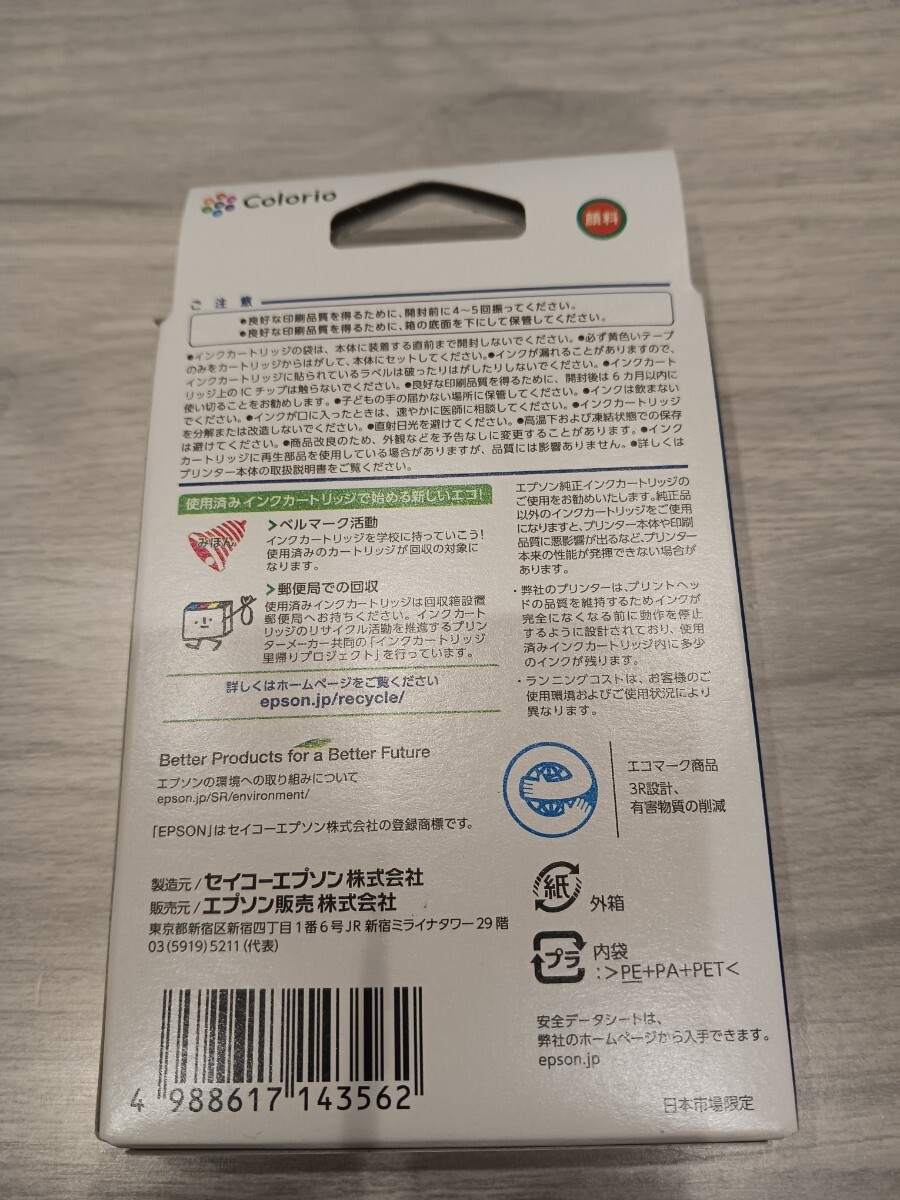 Colorio
顔料
ご注意
●良好な印刷品質を得るために、開封前に4～5回振ってください。
●良好な印刷品質を得るために、箱の底面を下にして保管してください。
●インクカートリッジの袋は、本体に装着する直前まで開封しないでください。●必ず黄色いテープ
のみをカートリッジからはがして、本体にセットしてください。●インクが漏れることがありますので、
インクカートリッジに貼られているラベルは破ったりはがしたりしないでください。●インクカート
リッジ上のICチップは触らないでください。●良好な印刷品質を得るために、開封後は6カ月以内に
使い切ることをお勧めします。●子どもの手の届かない場所に保管してください。●インクは飲まない
でください。●インクが口に入ったときは、速やかに医師に相談してください。●インクカートリッジ
を分解または改造しないでください。●直射日光を避けてください。●高温下および凍結状態での保存
は避けてください。●商品改良のため、外観などを予告なしに変更することがあります。●インク
カートリッジに再生部品を使用している場合がありますが、品質には影響ありません。●詳しくは
プリンター本体の取扱説明書をご覧ください。
使用済みインクカートリッジで始める新しいエコ!
みほん
ベルマーク活動
インクカートリッジを学校に持っていこう!
使用済みのカートリッジが回収の対象に
なります。
郵便局での回収
使用済みインクカートリッジは回収箱設置
郵便局へお持ちください。インクカート
リッジのリサイクル活動を推進するプリン
ターメーカー共同の「インクカートリッジ
里帰りプロジェクト」を行っています。
詳しくはホームページをご覧ください
epson.jp/recycle/
エプソン純正インクカートリッジの
ご使用をお勧めいたします。純正品
以外のインクカートリッジをご使用
になりますと、プリンター本体や印刷
品質に悪影響が出るなど、プリンター
本来の性能が発揮できない場合が
あります。
・弊社のプリンターは、プリントヘッ
ドの品質を維持するためインクが
完全になくなる前に動作を停止
するように設計されており、使用
済みインクカートリッジ内に多少
のインクが残ります。
・ランニングコストは、お客様のご
使用環境およびご使用状況により
異なります。
Better Products for a Better Future
エプソンの環境への取り組みについて
epson.jp/SR/environment/
「EPSON」はセイコーエプソン株式会社の登録商標です。
エコマーク商品
3R設計、
有害物質の削減
製造元/セイコーエプソン株式会社
販売元/エプソン販売株式会社
東京都新宿区新宿四丁目1番6号JR新宿ミライナタワー29階
03(5919)5211(代表)
紙
外箱
プラ
内袋
:>PE+PA+PET<
安全データシートは、
弊社のホームページから入手できます。
epson.jp
4 988617 143562
日本市場限定